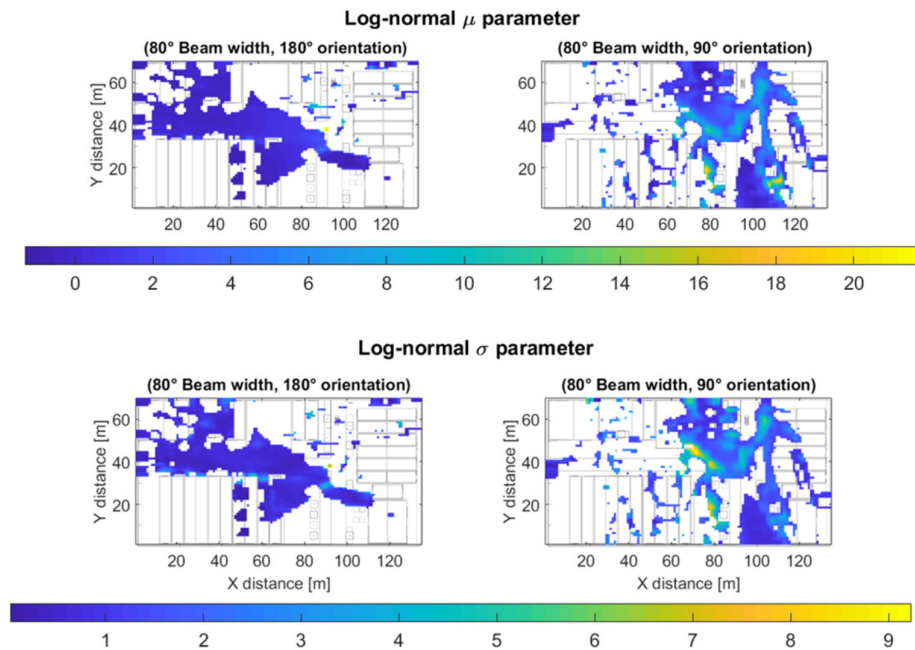 Log-normal μ parameter
(80° Beam width, 180° orientation)
(80° Beam width, 90° orientation)
Y distance [m]
60
40
20
20 40 60 80 100 120
Y distance [m]
60
40
20
20 40 60 80 100 120
0 2 4 6 8 10 12 14 16 18 20
Log-normal σ parameter
(80° Beam width, 180° orientation)
(80° Beam width, 90° orientation)
Y distance [m]
60
40
20
20 40 60 80 100 120
X distance [m]
Y distance [m]
60
40
20
20 40 60 80 100 120
X distance [m]
1 2 3 4 5 6 7 8 9